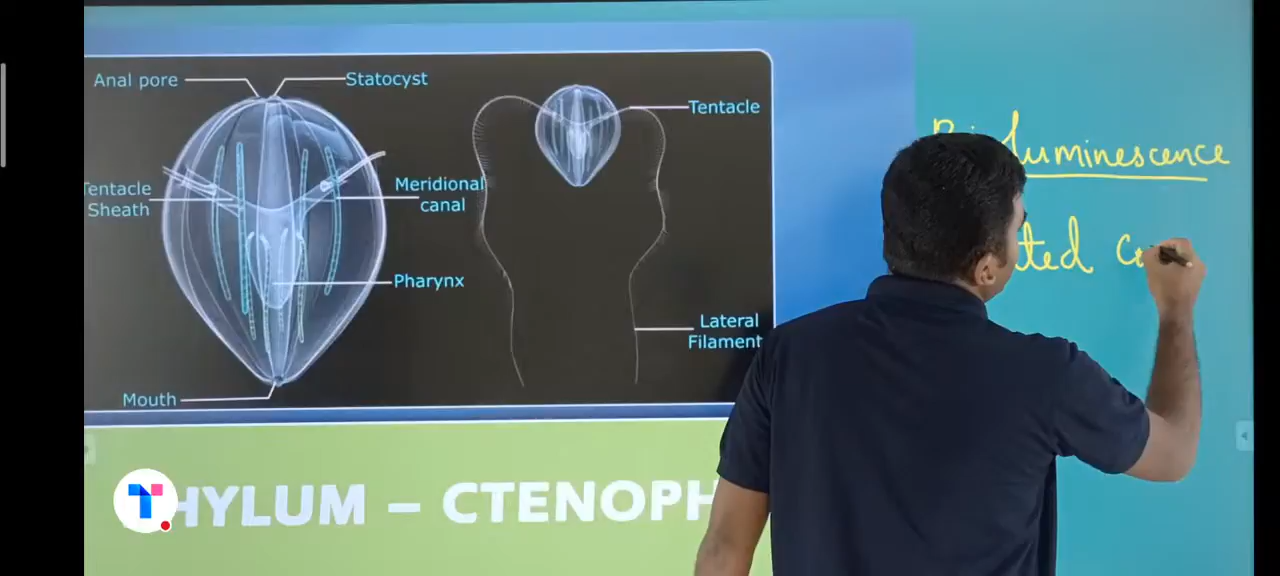 Anal pore
Statocyst
Tentacle
Tentacle
Sheath
Meridional
canal
Pharynx
Lateral
Filament
Mouth
HYLUM – CTENOPH
luminescence
ted